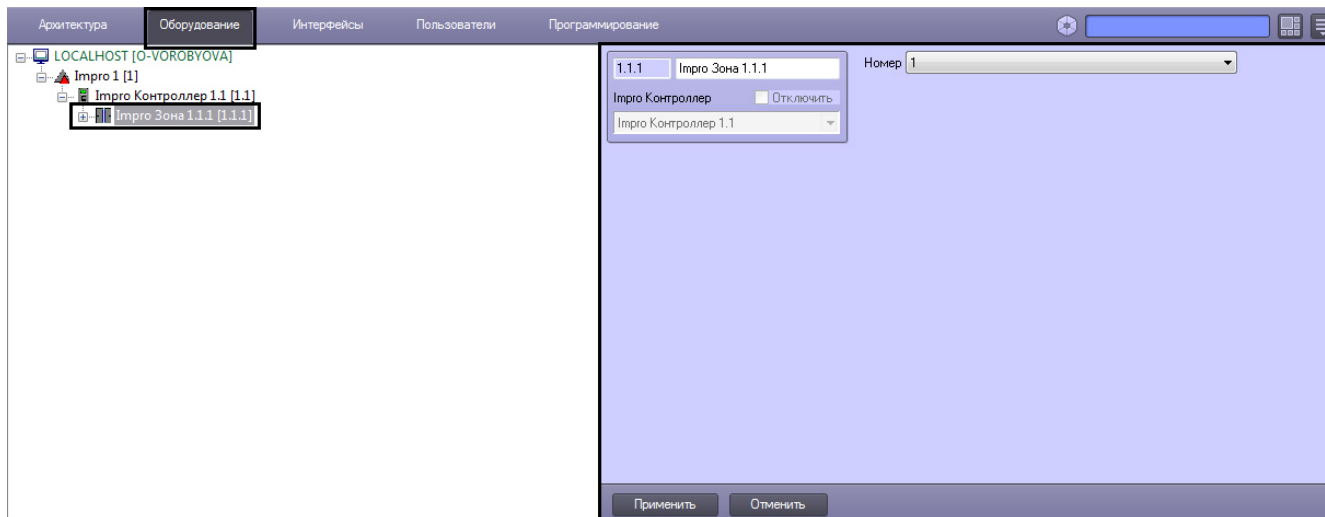 Архитектура Оборудование Интерфейсы Пользователи Программирование
LOCALHOST [O-VOROBYOVA]
Impro 1 [1]
Impro Контроллер 1.1 [1.1]
Impro Зона 1.1.1 [1.1.1]
1.1.1 Impro Зона 1.1.1
Impro Контроллер Отключить
Impro Контроллер 1.1
Номер 1
Применить Отменить